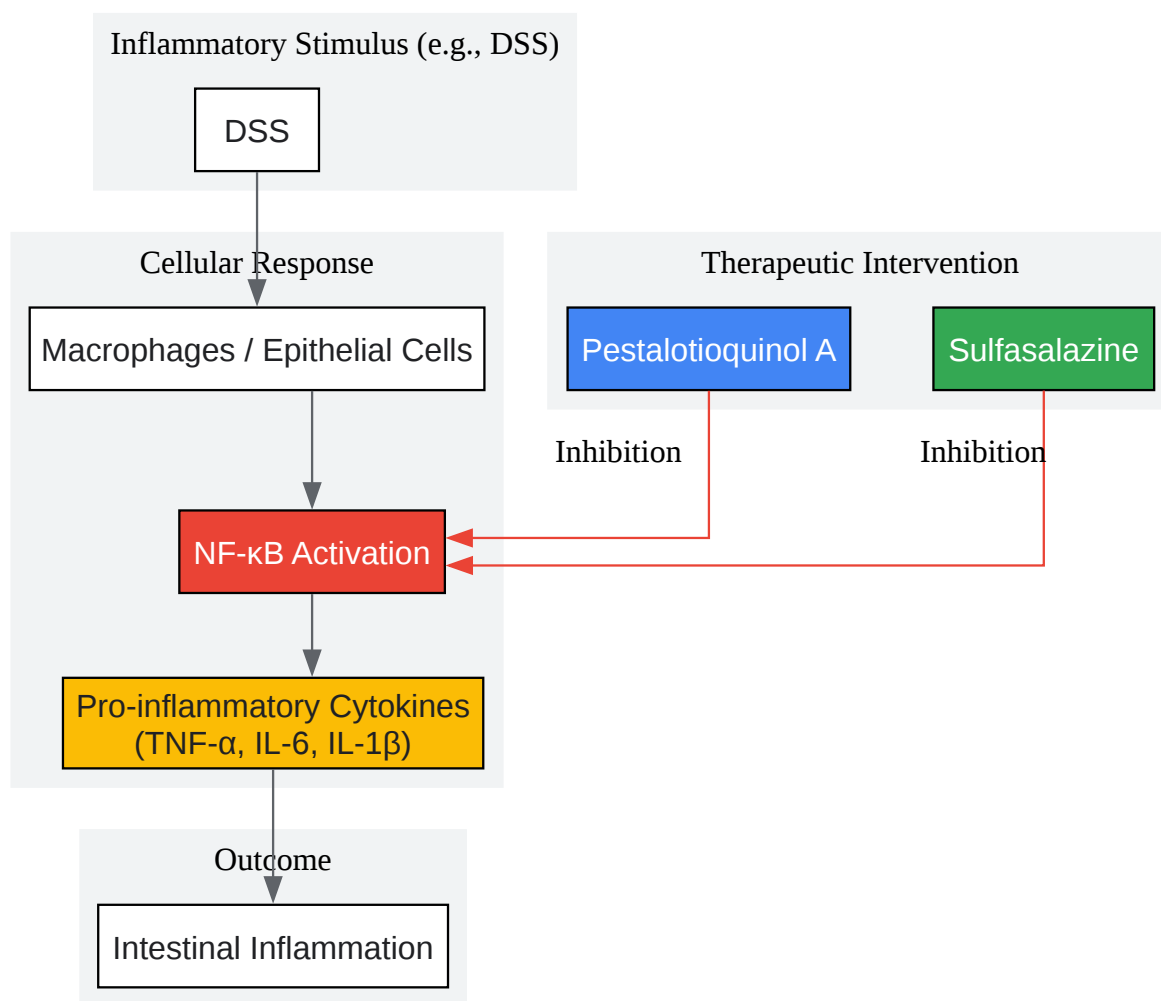 Inflammatory Stimulus (e.g., DSS)
DSS
Cellular Response
Therapeutic Intervention
Macrophages / Epithelial Cells
Pestalotioquinol A
Sulfasalazine
Inhibition
Inhibition
NF-κB Activation
Pro-inflammatory Cytokines
(TNF-α, IL-6, IL-1β)
Outcome
Intestinal Inflammation